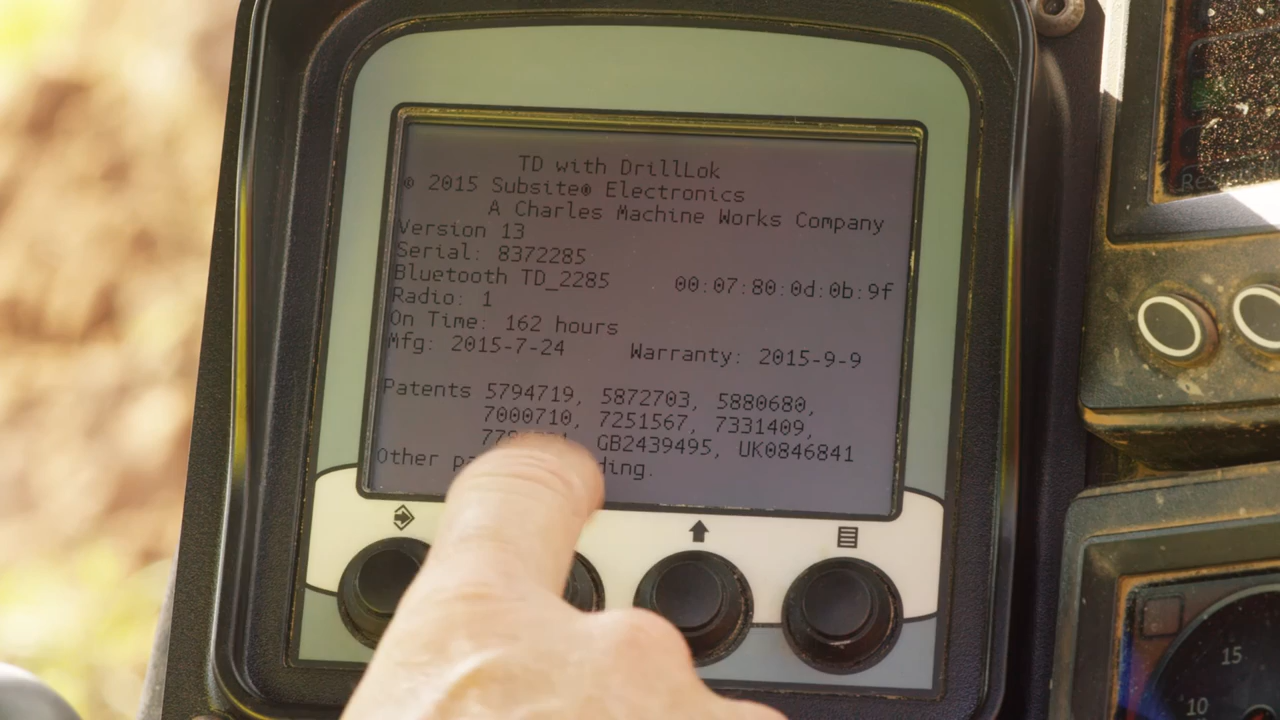 TD with DrillLok
© 2015 Subsite® Electronics
A Charles Machine Works Company
Version 13
Serial: 8372285
Bluetooth TD_2285 00:07:80:0d:0b:9f
Radio: 1
On Time: 162 hours
Mfg: 2015-7-24 Warranty: 2015-9-9
Patents 5794719, 5872703, 5880680,
7000710, 7251567, 7331409,
GB2439495, UK0846841
Other
15
10